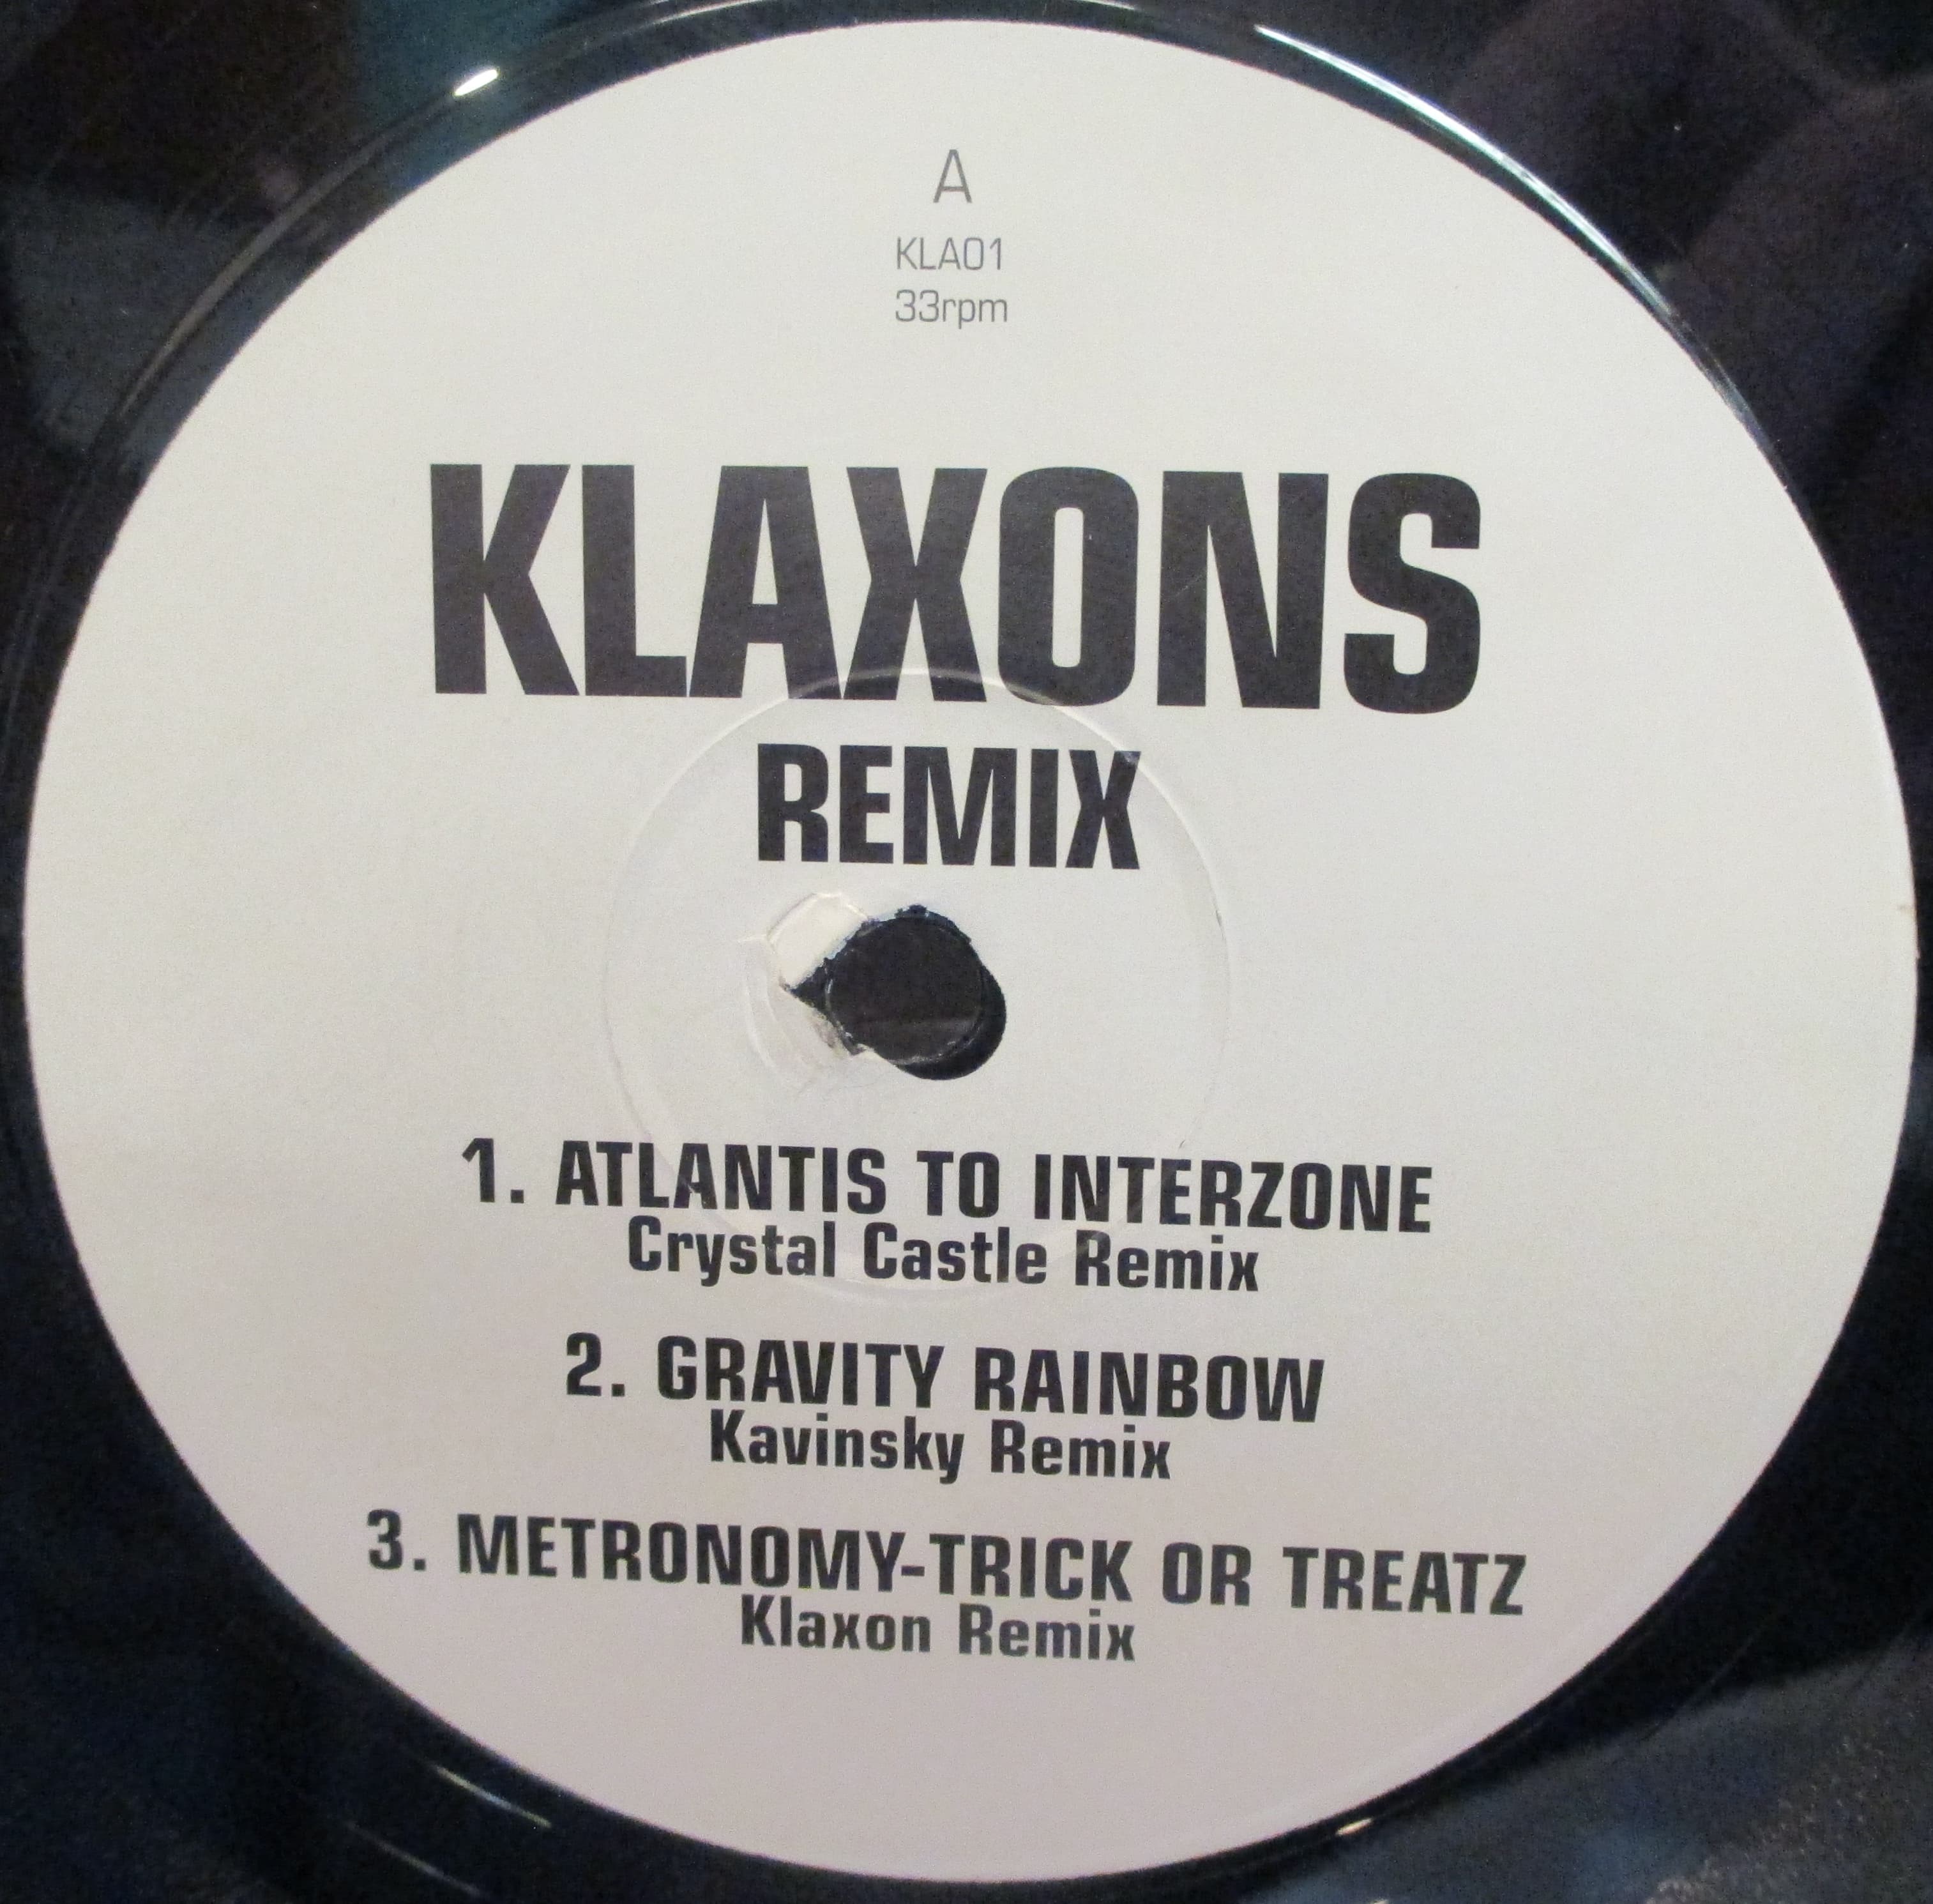 A
KLA01
33rpm
KLAXONS
REMIX
1. ATLANTIS TO INTERZONE
Crystal Castle Remix
2. GRAVITY RAINBOW
Kavinsky Remix
3. METRONOMY-TRICK OR TREATZ
Klaxon Remix